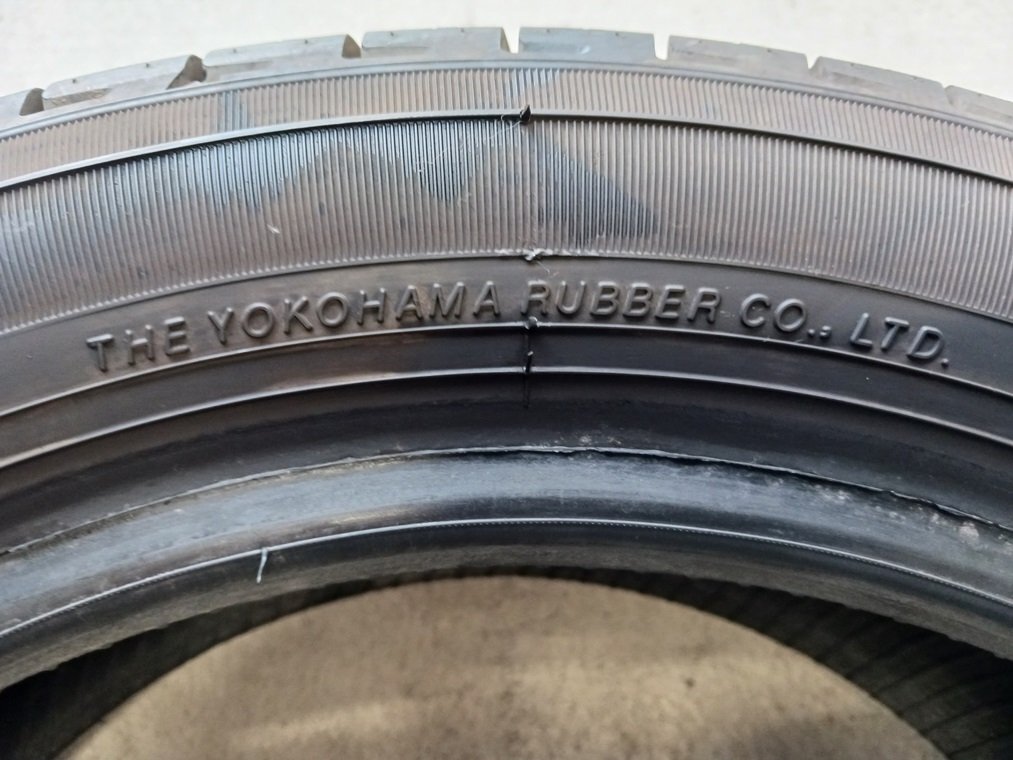 THE YOKOHAMA RUBBER CO., LTD.